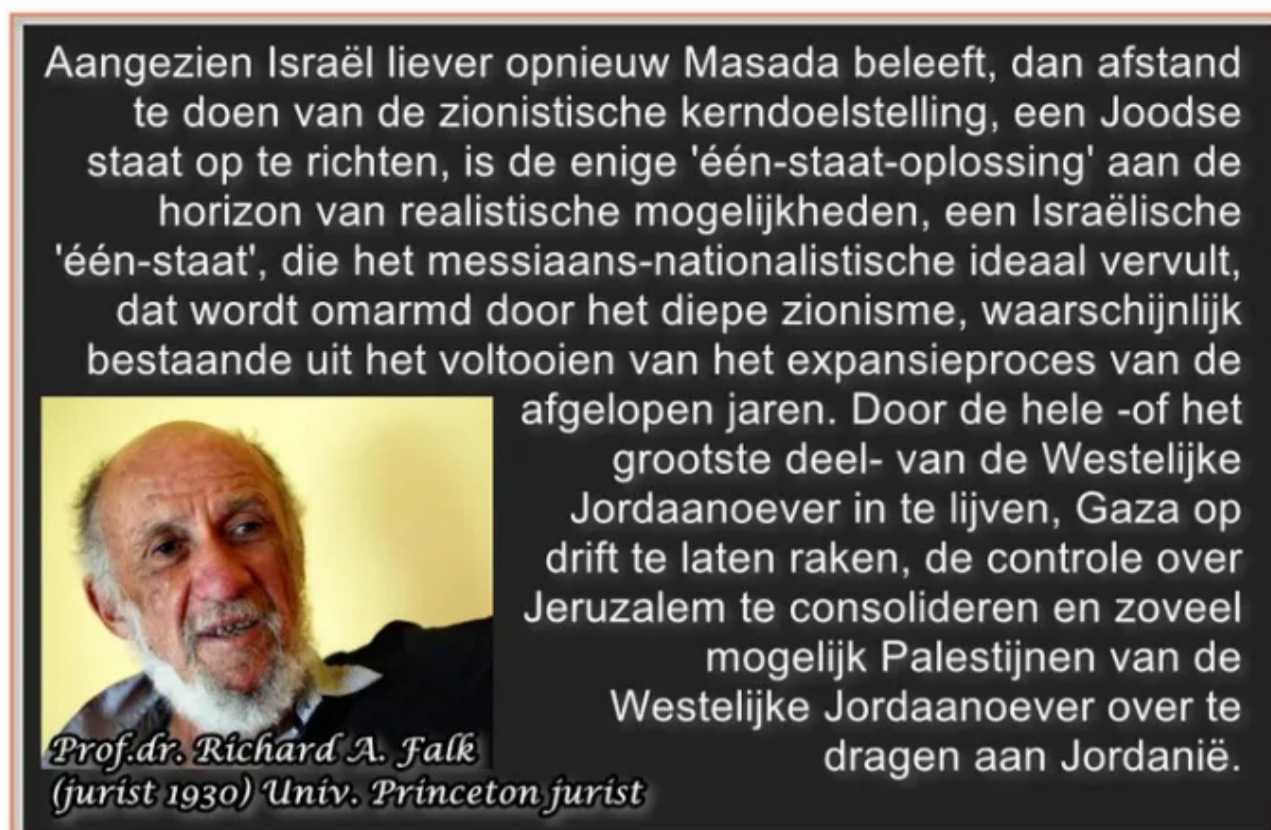 Aangezien Israël liever opnieuw Masada beleeft, dan afstand
te doen van de zionistische kerndoelstelling, een Joodse
staat op te richten, is de enige 'één-staat-oplossing' aan de
horizon van realistische mogelijkheden, een Israëlische
'één-staat', die het messiaans-nationalistische ideaal vervult,
dat wordt omarmd door het diepe zionisme, waarschijnlijk
bestaande uit het voltooien van het expansieproces van de
afgelopen jaren. Door de hele -of het
grootste deel- van de Westelijke
Jordaanoever in te lijven, Gaza op
drift te laten raken, de controle over
Jeruzalem te consolideren en zoveel
mogelijk Palestijnen van de
Westelijke Jordaanoever over te
dragen aan Jordanië.
Prof.dr. Richard A. Falk
(jurist 1930) Univ. Princeton jurist